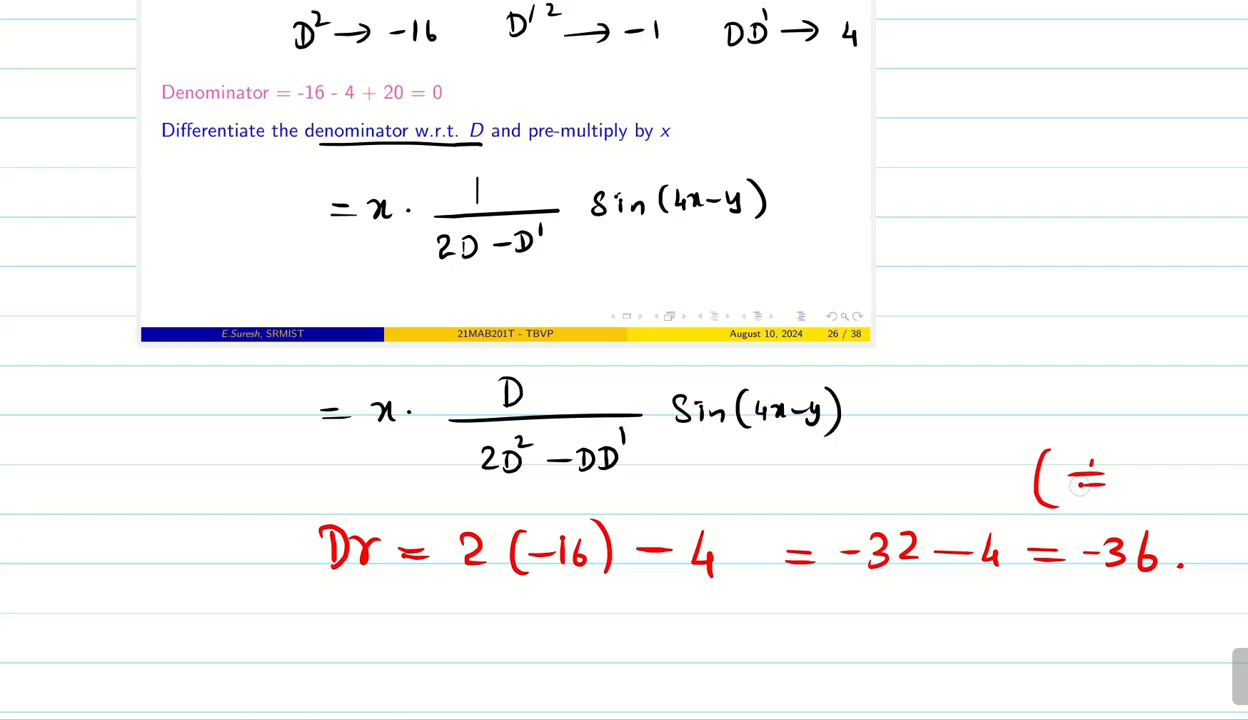 D² → -16 D'² → -1 DD' → 4
Denominator = -16 - 4 + 20 = 0
Differentiate the denominator w.r.t. D and pre-multiply by x
= x · 1/(2D - D') Sin(4x-y)
E.Suresh, SRMIST 21MAB201T - TBVP August 10, 2024 26 / 38
= x · D/(2D² - DD') Sin(4x-y)
( ÷
Dr = 2 (-16) - 4 = -32 - 4 = -36.